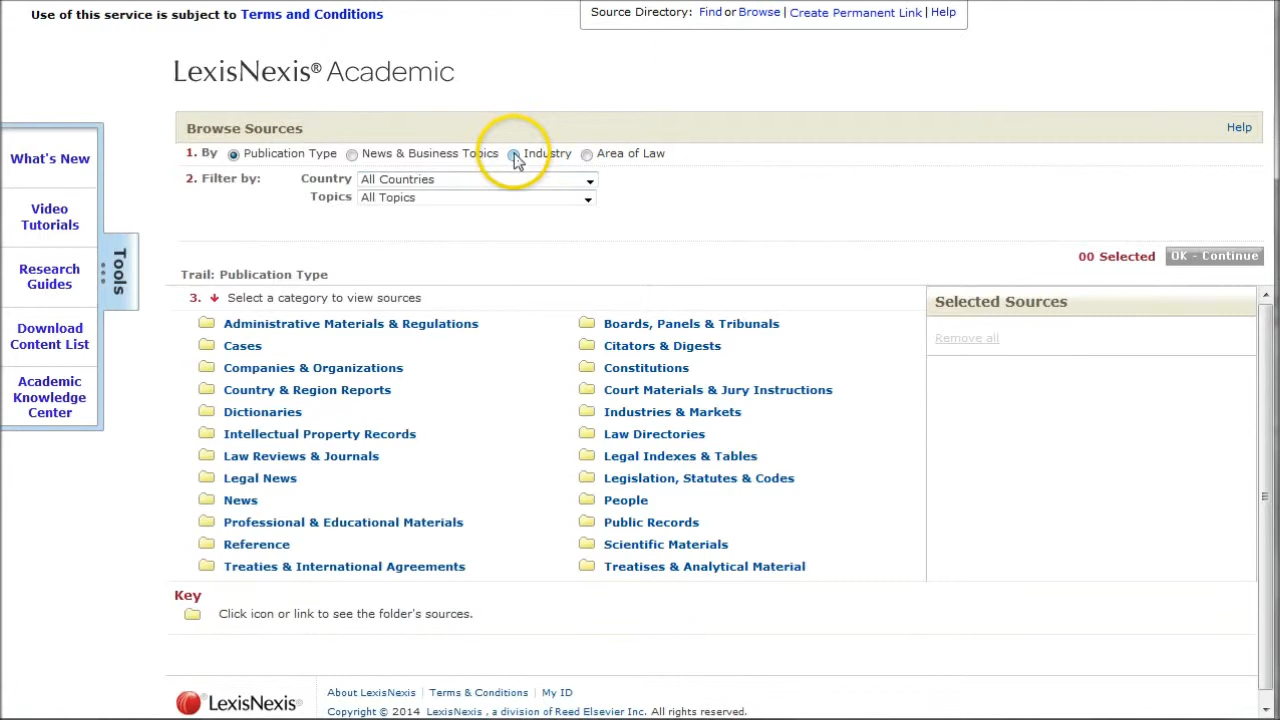 Use of this service is subject to Terms and Conditions
Source Directory: Find or Browse | Create Permanent Link | Help
LexisNexis® Academic
Browse Sources
Help
1. By Publication Type News & Business Topics Industry Area of Law
2. Filter by: Country All Countries
Topics All Topics
00 Selected OK - Continue
What's New
Video
Tutorials
Research
Guides
Download
Content List
Academic
Knowledge
Center
Tools
Trail: Publication Type
3. Select a category to view sources
Administrative Materials & Regulations
Cases
Companies & Organizations
Country & Region Reports
Dictionaries
Intellectual Property Records
Law Reviews & Journals
Legal News
News
Professional & Educational Materials
Reference
Treaties & International Agreements
Boards, Panels & Tribunals
Citators & Digests
Constitutions
Court Materials & Jury Instructions
Industries & Markets
Law Directories
Legal Indexes & Tables
Legislation, Statutes & Codes
People
Public Records
Scientific Materials
Treatises & Analytical Material
Selected Sources
Remove all
Key
Click icon or link to see the folder's sources.
LexisNexis®
About LexisNexis | Terms & Conditions | My ID
Copyright © 2014 LexisNexis , a division of Reed Elsevier Inc. All rights reserved.